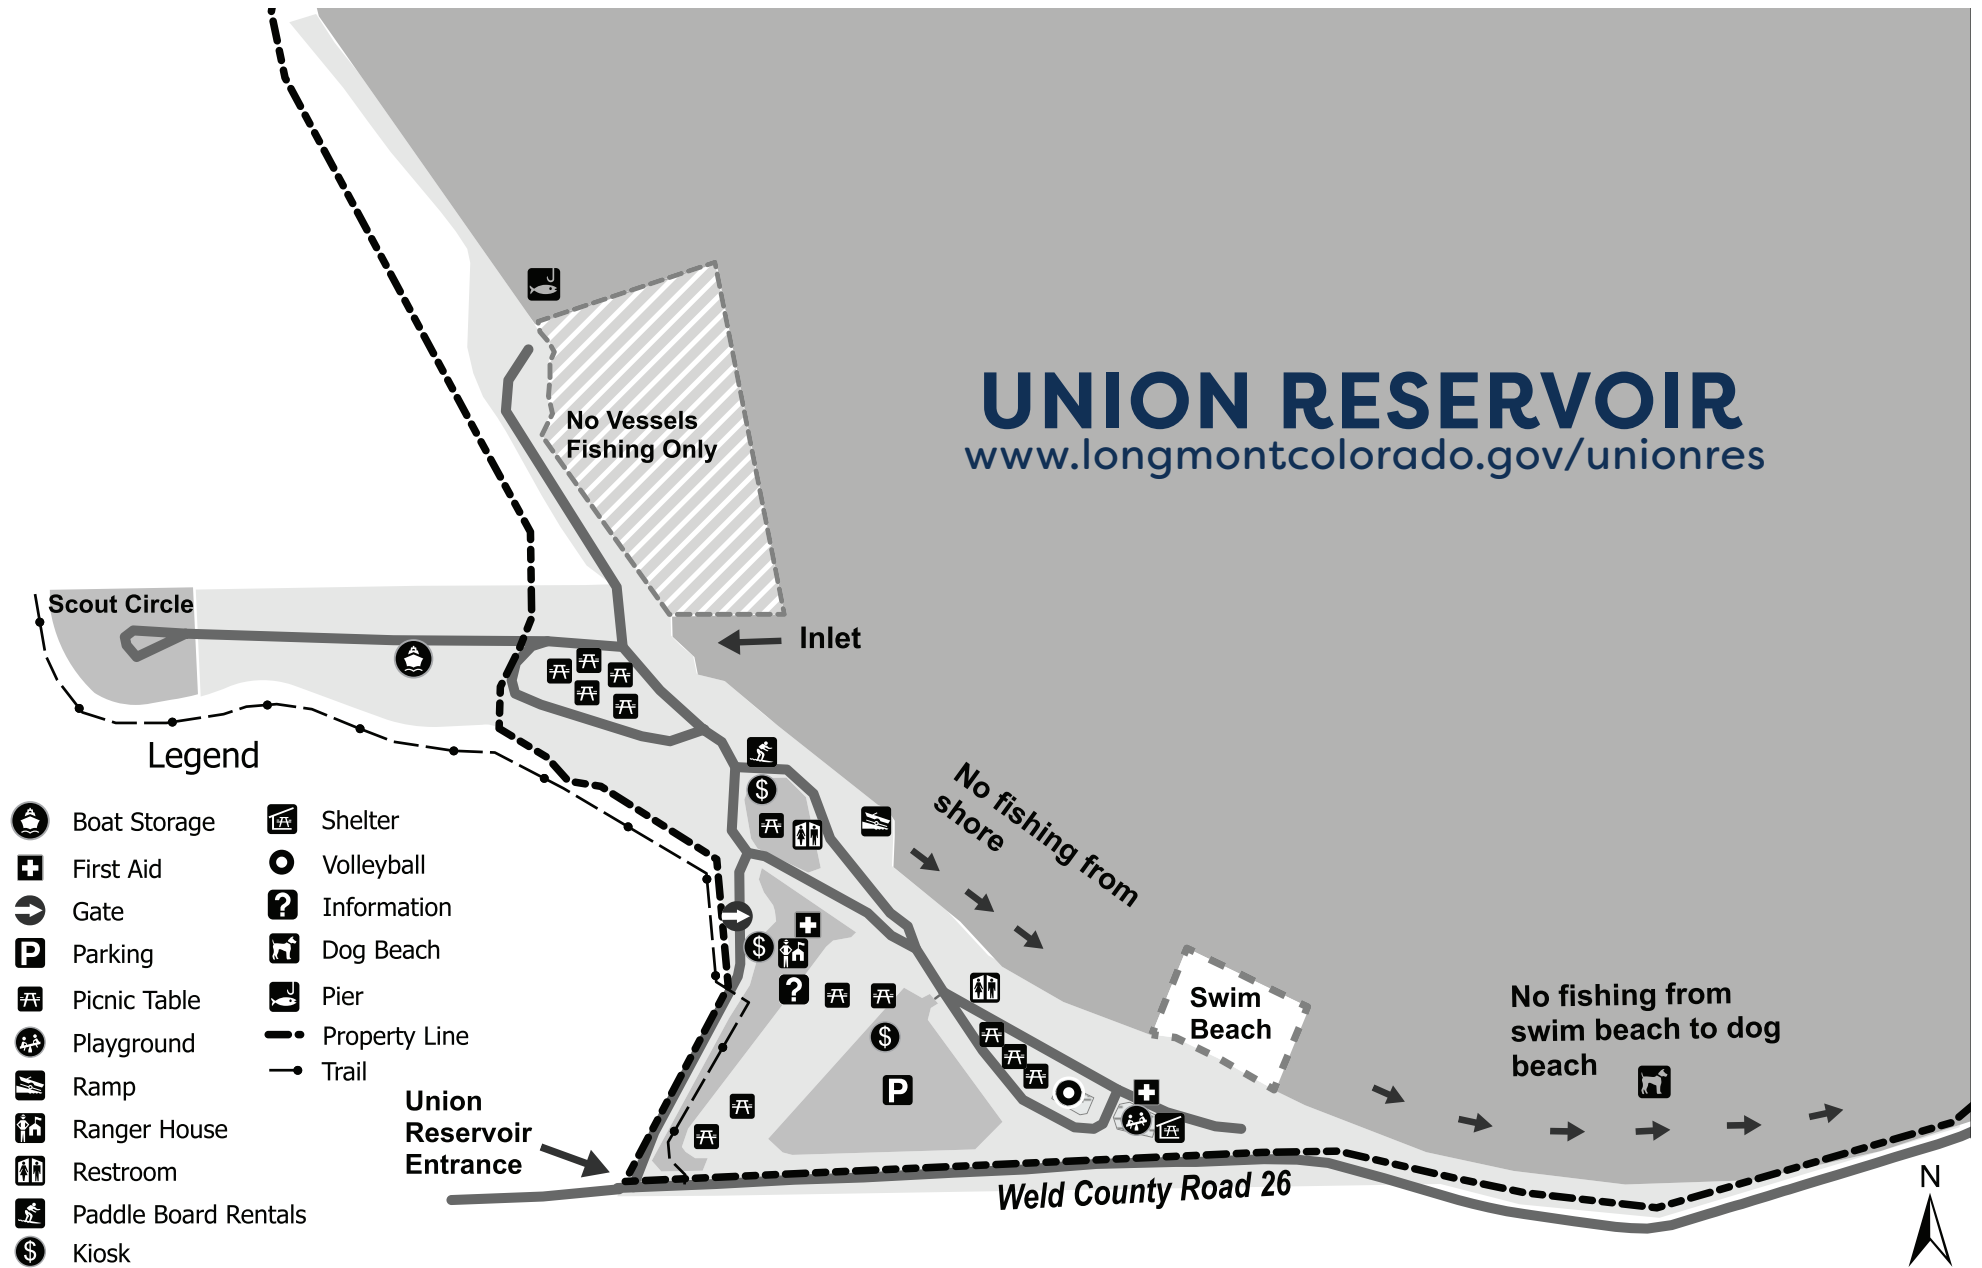 UNION RESERVOIR
www.longmontcolorado.gov/unionres
No Vessels
Fishing Only
Scout Circle
Inlet
No fishing from
shore
Swim
Beach
No fishing from
swim beach to dog
beach
Union
Reservoir
Entrance
Weld County Road 26
N
$
$
?
$
P
Legend
Boat Storage
First Aid
Gate
P Parking
Picnic Table
Playground
Ramp
Ranger House
Restroom
Paddle Board Rentals
$ Kiosk
Shelter
Volleyball
? Information
Dog Beach
Pier
Property Line
Trail